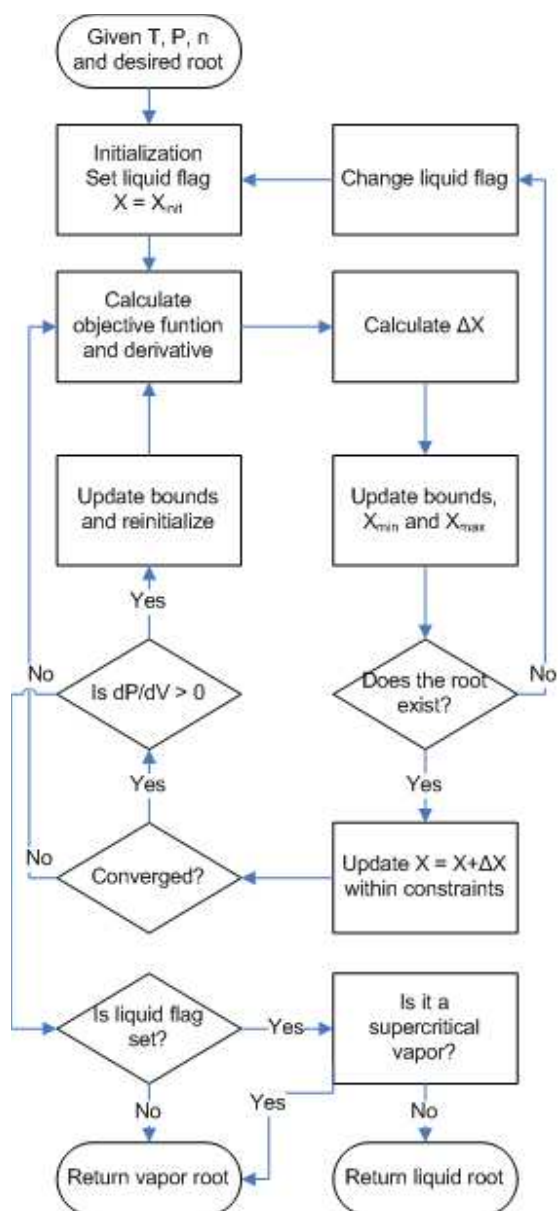 Given T, P, n
and desired root
Initialization
Set liquid flag
X = Xinit
Change liquid flag
Calculate
objective funtion
and derivative
Calculate ΔX
Update bounds
and reinitialize
Update bounds,
Xmin and Xmax
Yes
No
Is dP/dV > 0
Does the root
exist?
No
Yes
Yes
No
Converged?
Update X = X+ΔX
within constraints
Is liquid flag
set?
Yes
Is it a
supercritical
vapor?
No
Yes
No
Return vapor root
Return liquid root